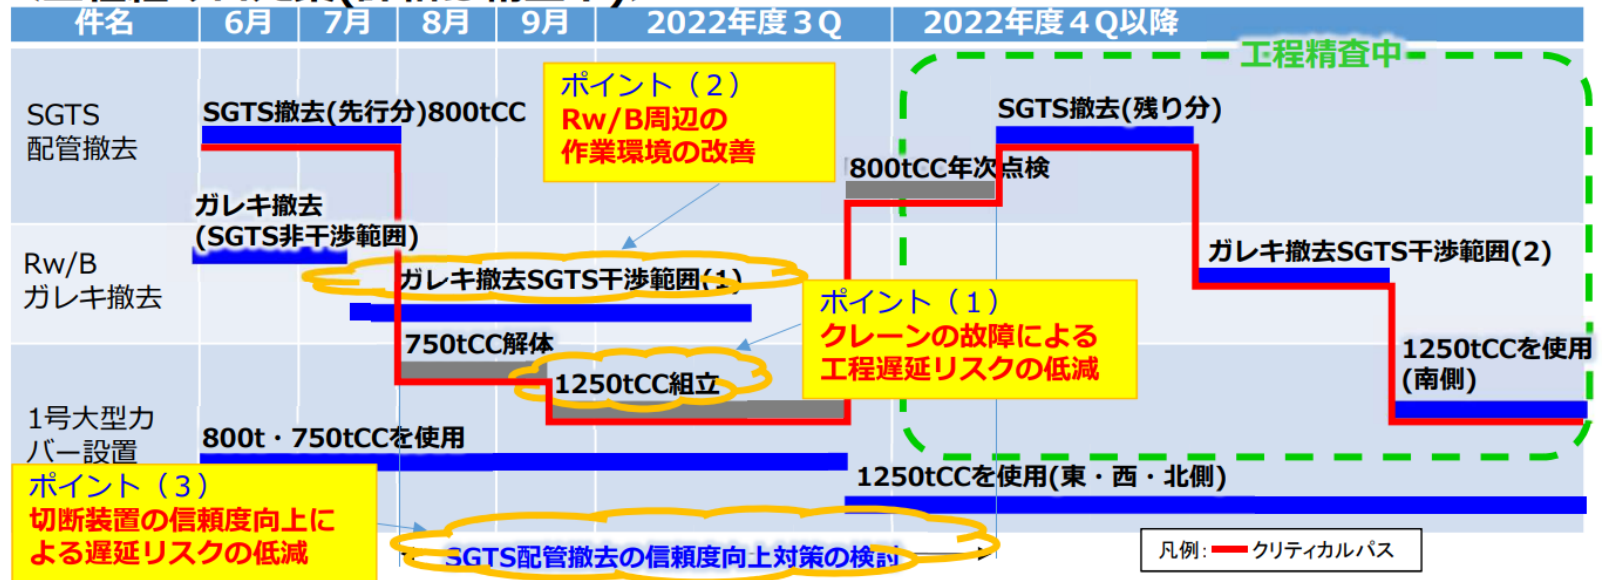 件名 6月 7月 8月 9月 2022年度3Q 2022年度４Q以降
工程精査中
SGTS
配管撤去
SGTS撤去(先行分)800tCC
ポイント（２）
Rw/B周辺の
作業環境の改善
SGTS撤去(残り分)
800tCC年次点検
ガレキ撤去
(SGTS非干渉範囲)
Rw/B
ガレキ撤去
ガレキ撤去SGTS干渉範囲(1)
ガレキ撤去SGTS干渉範囲(2)
ポイント（１）
クレーンの故障による
工程遅延リスクの低減
750tCC解体
1250tCC組立
1250tCCを使用
(南側)
1号大型カ
バー設置
800t・750tCCを使用
1250tCCを使用(東・西・北側)
ポイント（３）
切断装置の信頼度向上に
よる遅延リスクの低減
SGTS配管撤去の信頼度向上対策の検討
凡例: クリティカルパス